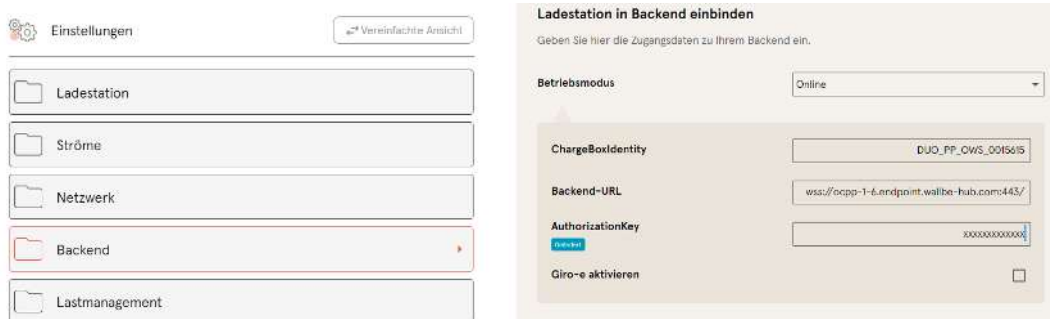 Einstellungen
Vereinfachte Ansicht
Ladestation
Ströme
Netzwerk
Backend
Lastmanagement
Ladestation in Backend einbinden
Geben Sie hier die Zugangsdaten zu Ihrem Backend ein.
Betriebsmodus
Online
ChargeBoxIdentity
DUO_PP_OWS_0015615
Backend-URL
wss://ocpp-1-6.endpoint.wallbe-hub.com:443/
AuthorizationKey
xxxxxxxxxxxxx
Geändert
Giro-e aktivieren